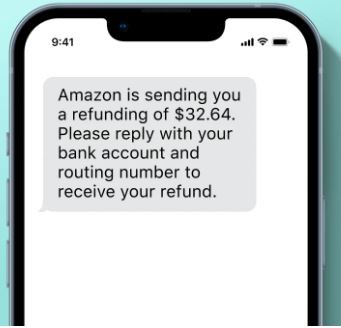 9:41
Amazon is sending you
a refunding of $32.64.
Please reply with your
bank account and
routing number to
receive your refund.